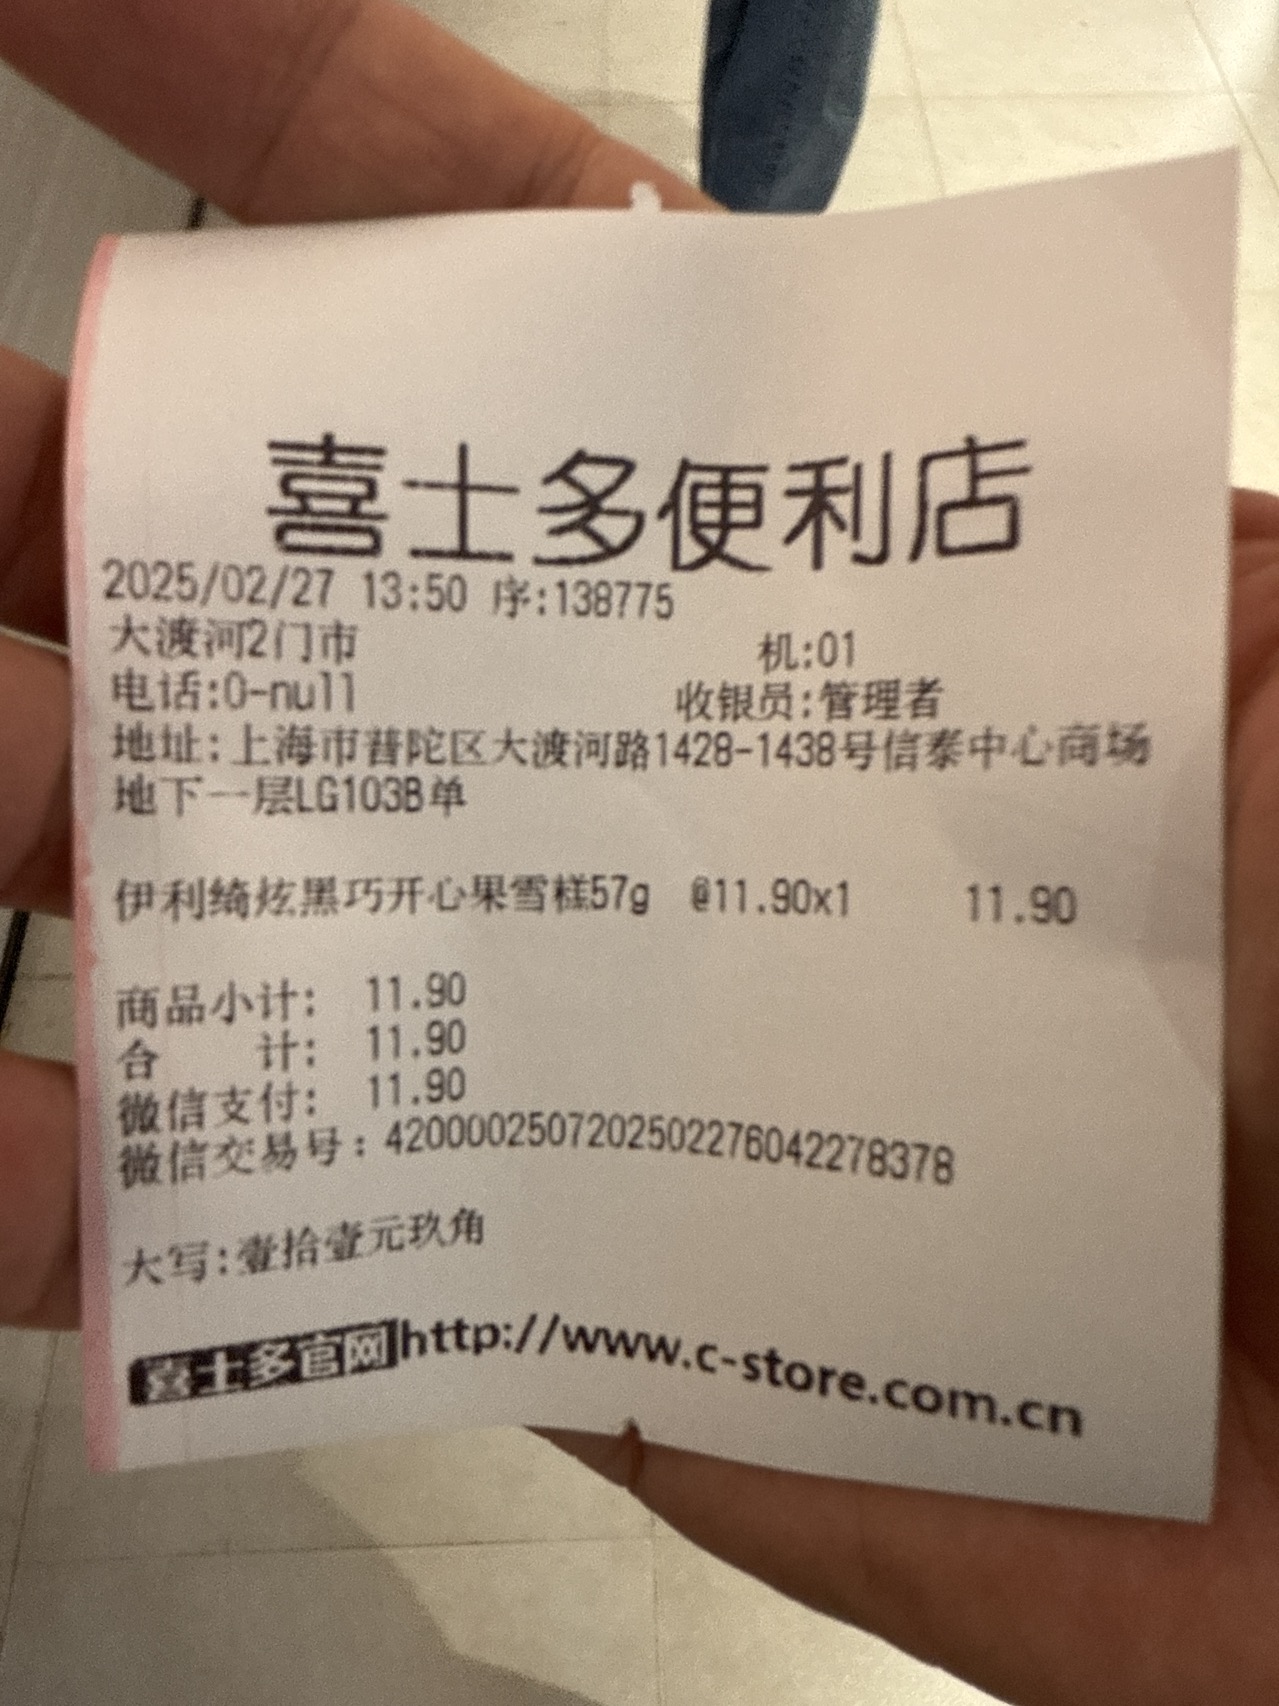 喜士多便利店
2025/02/27 13:50 序:138775
大渡河2门市 机:01
电话:0-null 收银员:管理者
地址:上海市普陀区大渡河路1428-1438号信泰中心商场
地下一层LG103B单
伊利绮炫黑巧开心果雪糕57g @11.90x1 11.90
商品小计: 11.90
合 计: 11.90
微信支付: 11.90
微信交易号:4200002507202502276042278378
大写:壹拾壹元玖角
喜士多官网http://www.c-store.com.cn